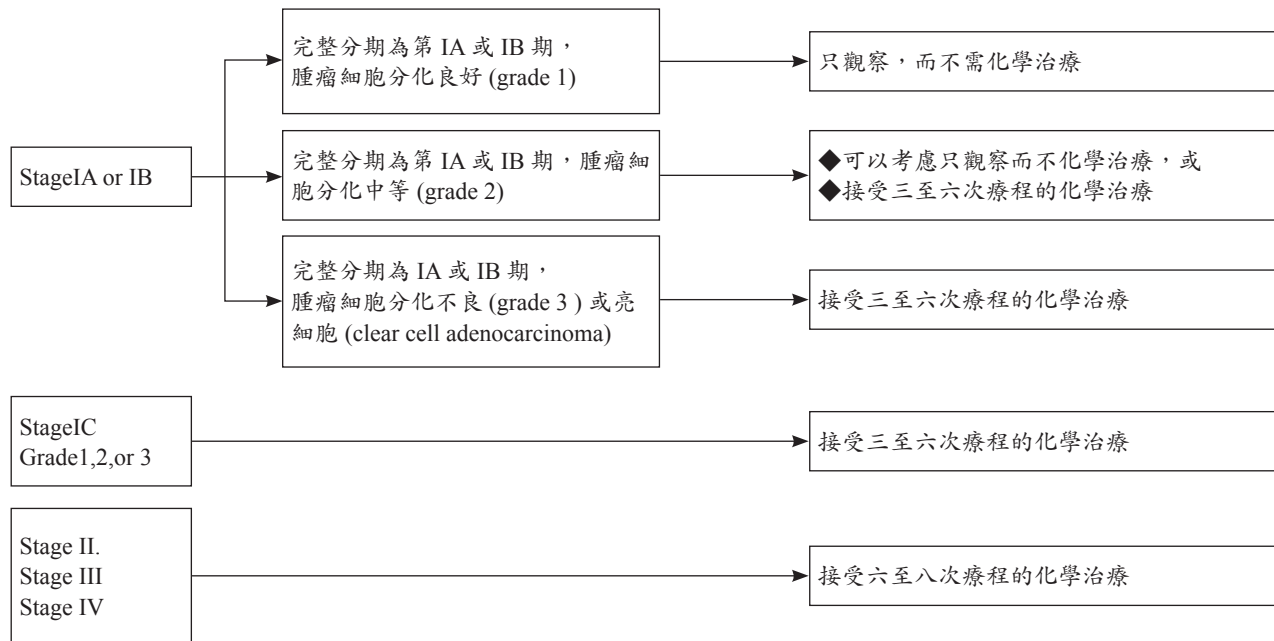 StageIA or IB
完整分期為第 IA 或 IB 期，
腫瘤細胞分化良好 (grade 1)
只觀察，而不需化學治療
完整分期為第 IA 或 IB 期，腫瘤細
胞分化中等 (grade 2)
◆可以考慮只觀察而不化學治療，或
◆接受三至六次療程的化學治療
完整分期為 IA 或 IB 期，
腫瘤細胞分化不良 (grade 3 ) 或亮
細胞 (clear cell adenocarcinoma)
接受三至六次療程的化學治療
StageIC
Grade1,2,or 3
接受三至六次療程的化學治療
Stage II.
Stage III
Stage IV
接受六至八次療程的化學治療